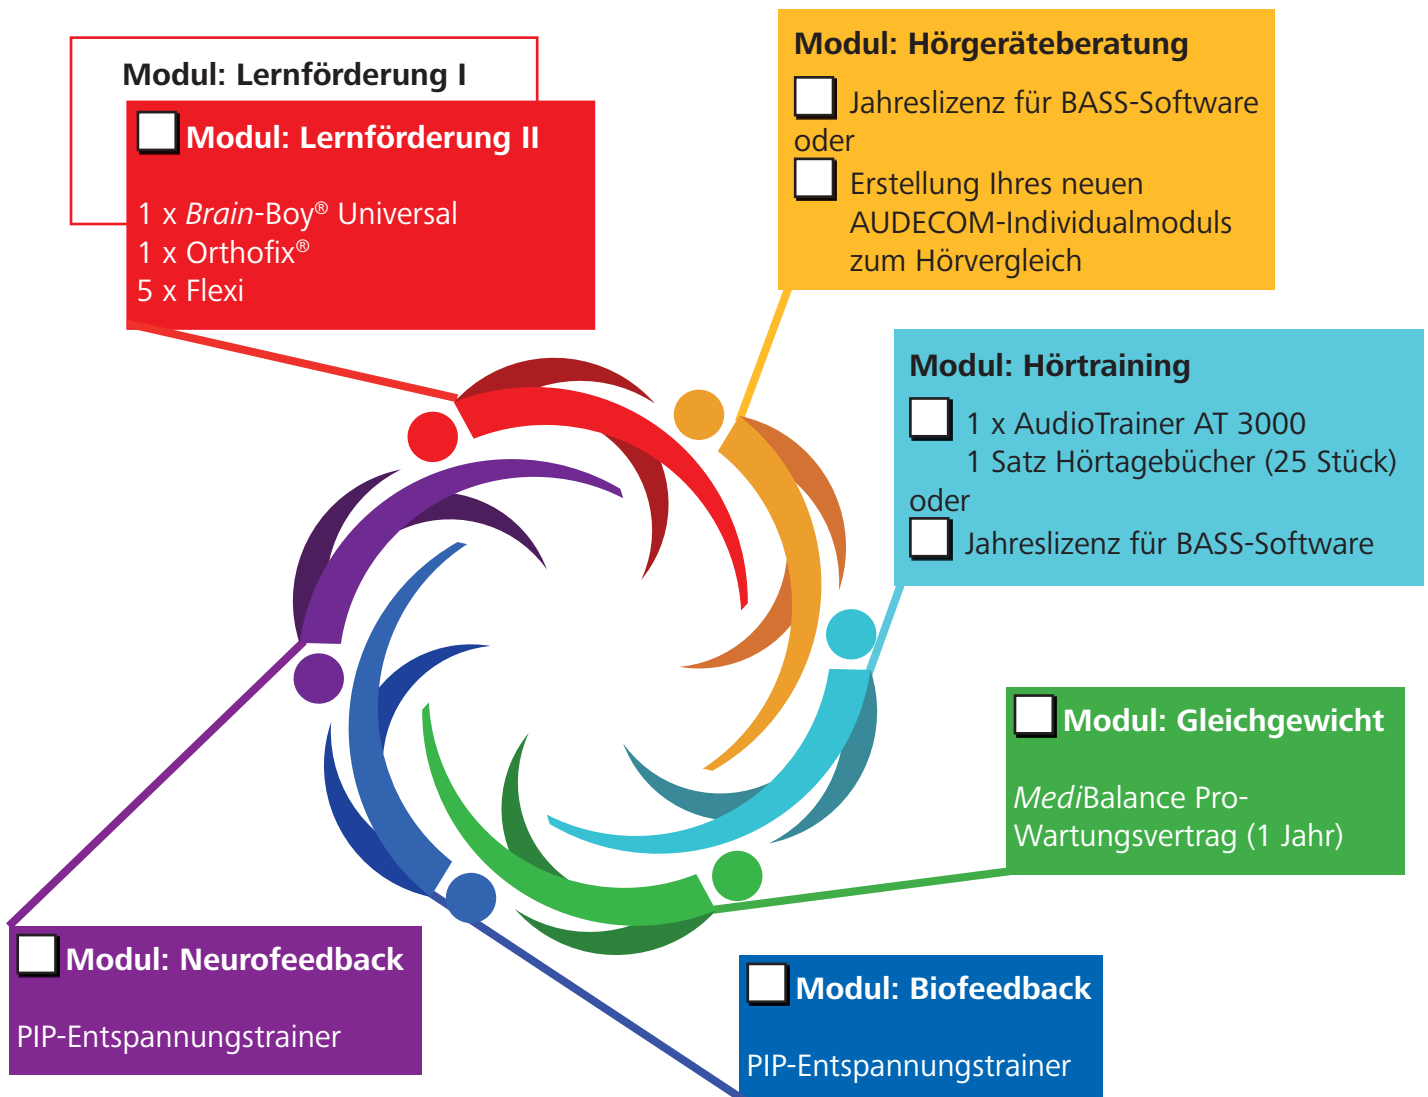 Modul: Lernförderung I
Modul: Lernförderung II
1 x Brain-Boy® Universal
1 x Orthofix®
5 x Flexi
Modul: Hörgeräteberatung
Jahreslizenz für BASS-Software
oder
Erstellung Ihres neuen
AUDECOM-Individualmoduls
zum Hörvergleich
Modul: Hörtraining
1 x AudioTrainer AT 3000
1 Satz Hörtagebücher (25 Stück)
oder
Jahreslizenz für BASS-Software
Modul: Gleichgewicht
MediBalance Pro-
Wartungsvertrag (1 Jahr)
Modul: Neurofeedback
PIP-Entspannungstrainer
Modul: Biofeedback
PIP-Entspannungstrainer